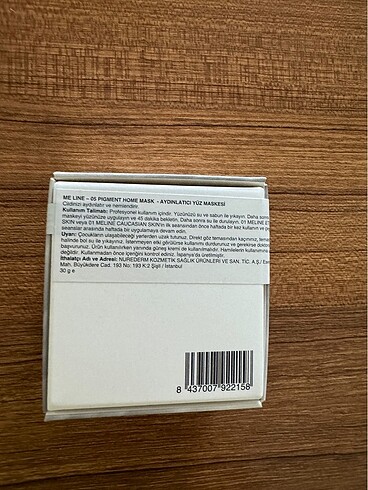 ME LINE – 05 PIGMENT HOME MASK - AYDINLATICI YÜZ MASKESİ
Cildinizi aydınlatır ve nemlendirir.
Kullanım Talimatı: Profesyonel kullanım içindir. Yüzünüzü su ve sabun ile yıkayın. Daha sonra
maskeyi yüzünüze uygulayın ve 45 dakika bekletin. Daha sonra su ile durulayın. 01 MELINE E
SKIN veya 01 MELINE CAUCASIAN SKIN'in ilk seansından önce haftada bir kez kullanım ve
seanslar arasında haftada bir uygulamaya devam edin.
Uyarı: Çocukların ulaşabileceği yerlerden uzak tutunuz. Direkt göz temasından kaçınınız, temas
halinde bol su ile yıkayınız. İstenmeyen etki görülürse kullanımı durdurunuz ve gerekirse doktora
başvurunuz. Ürün kullanılırken yanında güneş kremi de kullanılmalıdır. Hamilelerin kullanımı
değildir. Kullanmadan önce içeriğini kontrol ediniz. İspanya'da üretilmiştir.
İthalatçı Adı ve Adresi: NUREDERM KOZMETİK SAĞLIK ÜRÜNLERİ VE SAN. TİC. A.Ş./
Mah. Büyükdere Cad. 193 No: 193 K:2 Şişli / İstanbul
30 g e
8 437007 922158